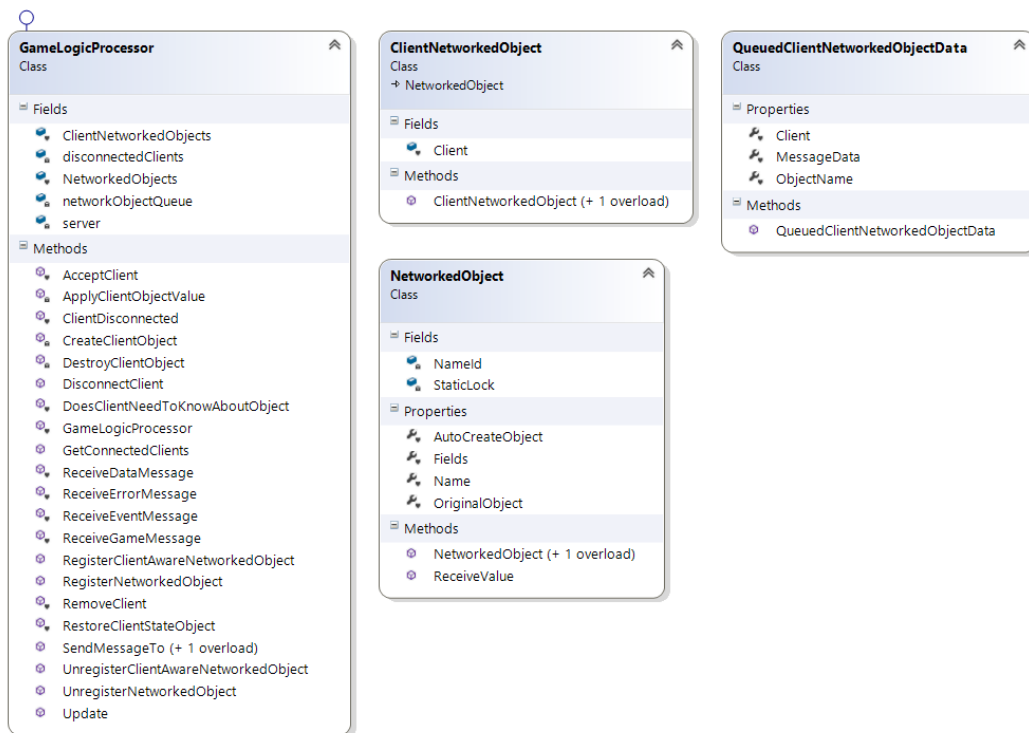 GameLogicProcessor
Class
Fields
ClientNetworkedObjects
disconnectedClients
NetworkedObjects
networkObjectQueue
server
Methods
AcceptClient
ApplyClientObjectValue
ClientDisconnected
CreateClientObject
DestroyClientObject
DisconnectClient
DoesClientNeedToKnowAboutObject
GameLogicProcessor
GetConnectedClients
ReceiveDataMessage
ReceiveErrorMessage
ReceiveEventMessage
ReceiveGameMessage
RegisterClientAwareNetworkedObject
RegisterNetworkedObject
RemoveClient
RestoreClientStateObject
SendMessageTo (+ 1 overload)
UnregisterClientAwareNetworkedObject
UnregisterNetworkedObject
Update
ClientNetworkedObject
Class
NetworkedObject
Fields
Client
Methods
ClientNetworkedObject (+ 1 overload)
NetworkedObject
Class
Fields
NameId
StaticLock
Properties
AutoCreateObject
Fields
Name
OriginalObject
Methods
NetworkedObject (+ 1 overload)
ReceiveValue
QueuedClientNetworkedObjectData
Class
Properties
Client
MessageData
ObjectName
Methods
QueuedClientNetworkedObjectData